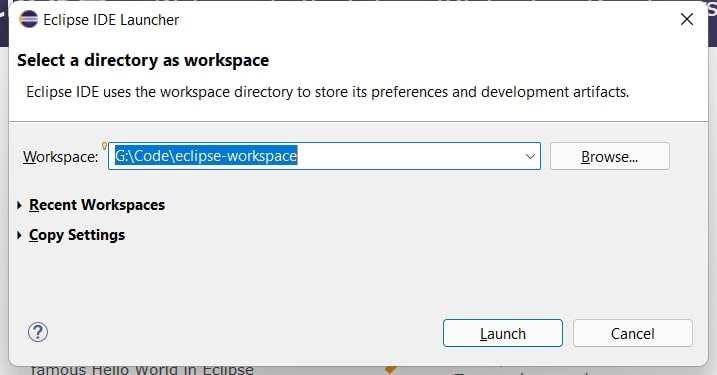 Eclipse IDE Launcher
Select a directory as workspace
Eclipse IDE uses the workspace directory to store its preferences and development artifacts.
Workspace: G:\Code\eclipse-workspace Browse...
Recent Workspaces
Copy Settings
? Launch Cancel
famous Hello World in Eclipse